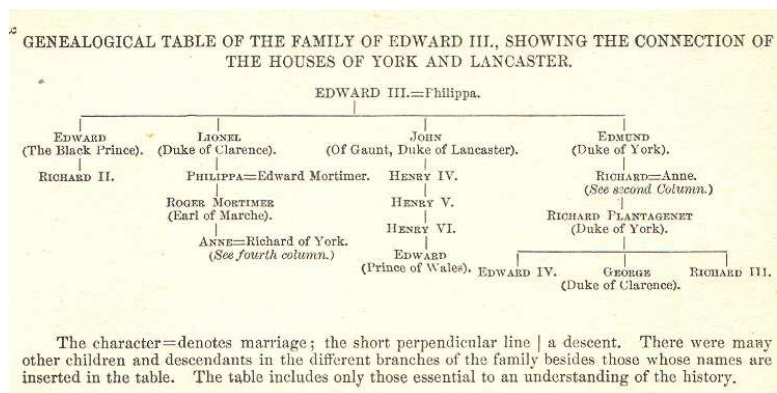 GENEALOGICAL TABLE OF THE FAMILY OF EDWARD III., SHOWING THE CONNECTION OF
THE HOUSES OF YORK AND LANCASTER.
EDWARD III.=Philippa.
EDWARD
(The Black Prince).
RICHARD II.
LIONEL
(Duke of Clarence).
PHILIPPA=Edward Mortimer.
ROGER MORTIMER
(Earl of Marche).
ANNE=Richard of York.
(See fourth column.)
JOHN
(Of Gaunt, Duke of Lancaster).
HENRY IV.
HENRY V.
HENRY VI.
EDWARD
(Prince of Wales).
EDMUND
(Duke of York).
RICHARD=Anne.
(See second Column.)
RICHARD PLANTAGENET
(Duke of York).
EDWARD IV.
GEORGE
(Duke of Clarence).
RICHARD III.
The character=denotes marriage; the short perpendicular line | a descent. There were many
other children and descendants in the different branches of the family besides those whose names are
inserted in the table. The table includes only those essential to an understanding of the history.